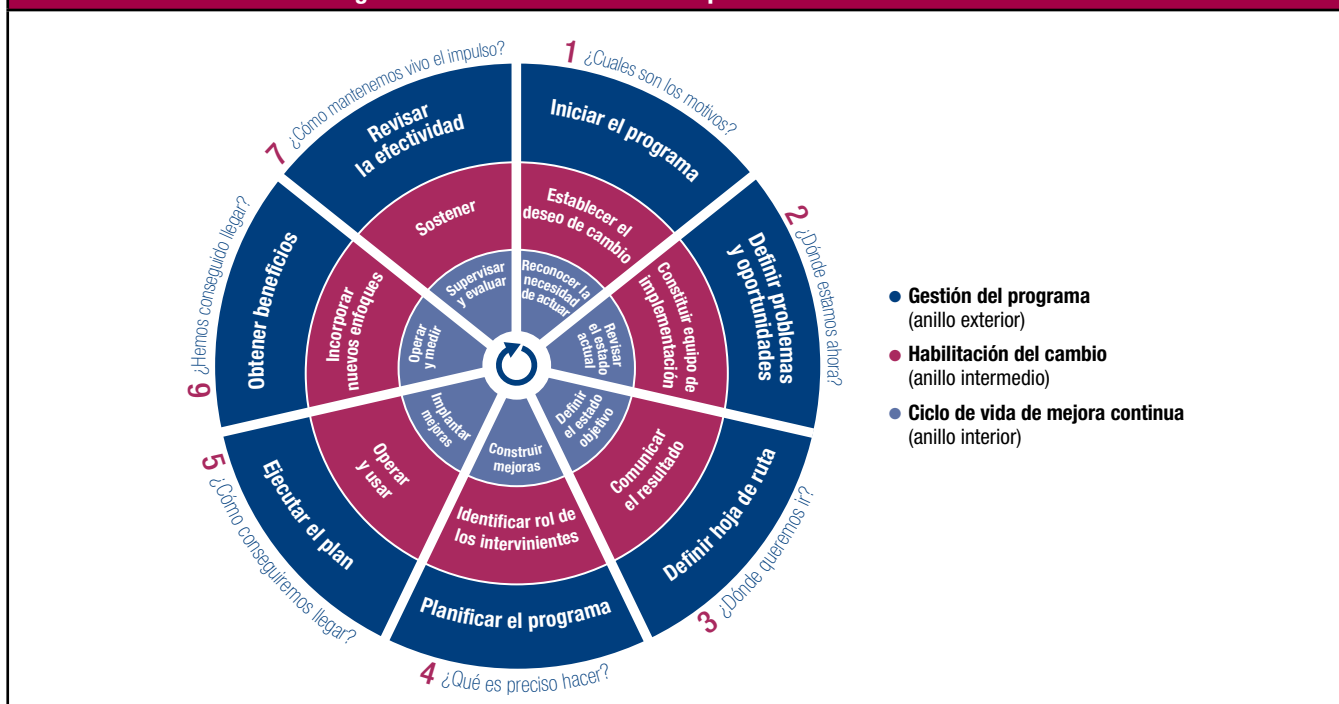 1 ¿Cuales son los motivos?
Iniciar el programa
Establecer el
deseo de cambio
Reconocer la
necesidad
de actuar
2 ¿Dónde estamos ahora?
Definir problemas
y oportunidades
Constituir equipo de
implementación
Revisar
el estado
actual
3 ¿Dónde queremos ir?
Definir hoja de ruta
Comunicar
el resultado
Definir
el estado
objetivo
4 ¿Qué es preciso hacer?
Planificar el programa
Identificar rol de
los intervinientes
Construir
mejoras
5 ¿Cómo conseguiremos llegar?
Ejecutar el plan
Operar
y usar
Implantar
mejoras
6 ¿Hemos conseguido llegar?
Obtener beneficios
Incorporar
nuevos enfoques
Operar
y medir
7 ¿Cómo mantenemos vivo el impulso?
Revisar
la efectividad
Sostener
Supervisar
y evaluar
• Gestión del programa
(anillo exterior)
• Habilitación del cambio
(anillo intermedio)
• Ciclo de vida de mejora continua
(anillo interior)